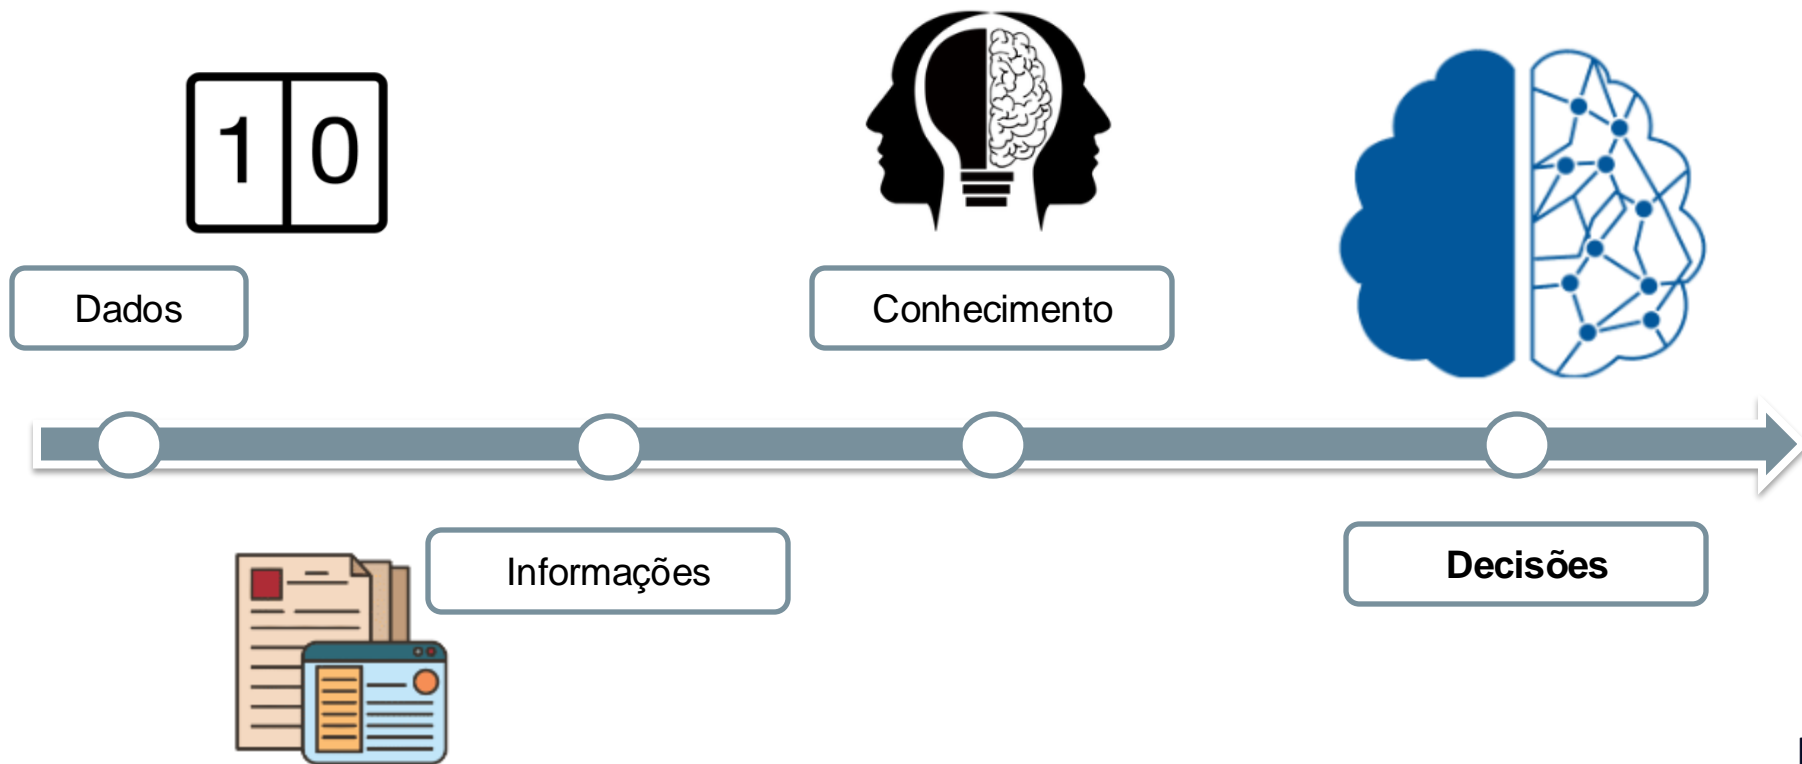 1 0
Dados
Conhecimento
Informações
Decisões